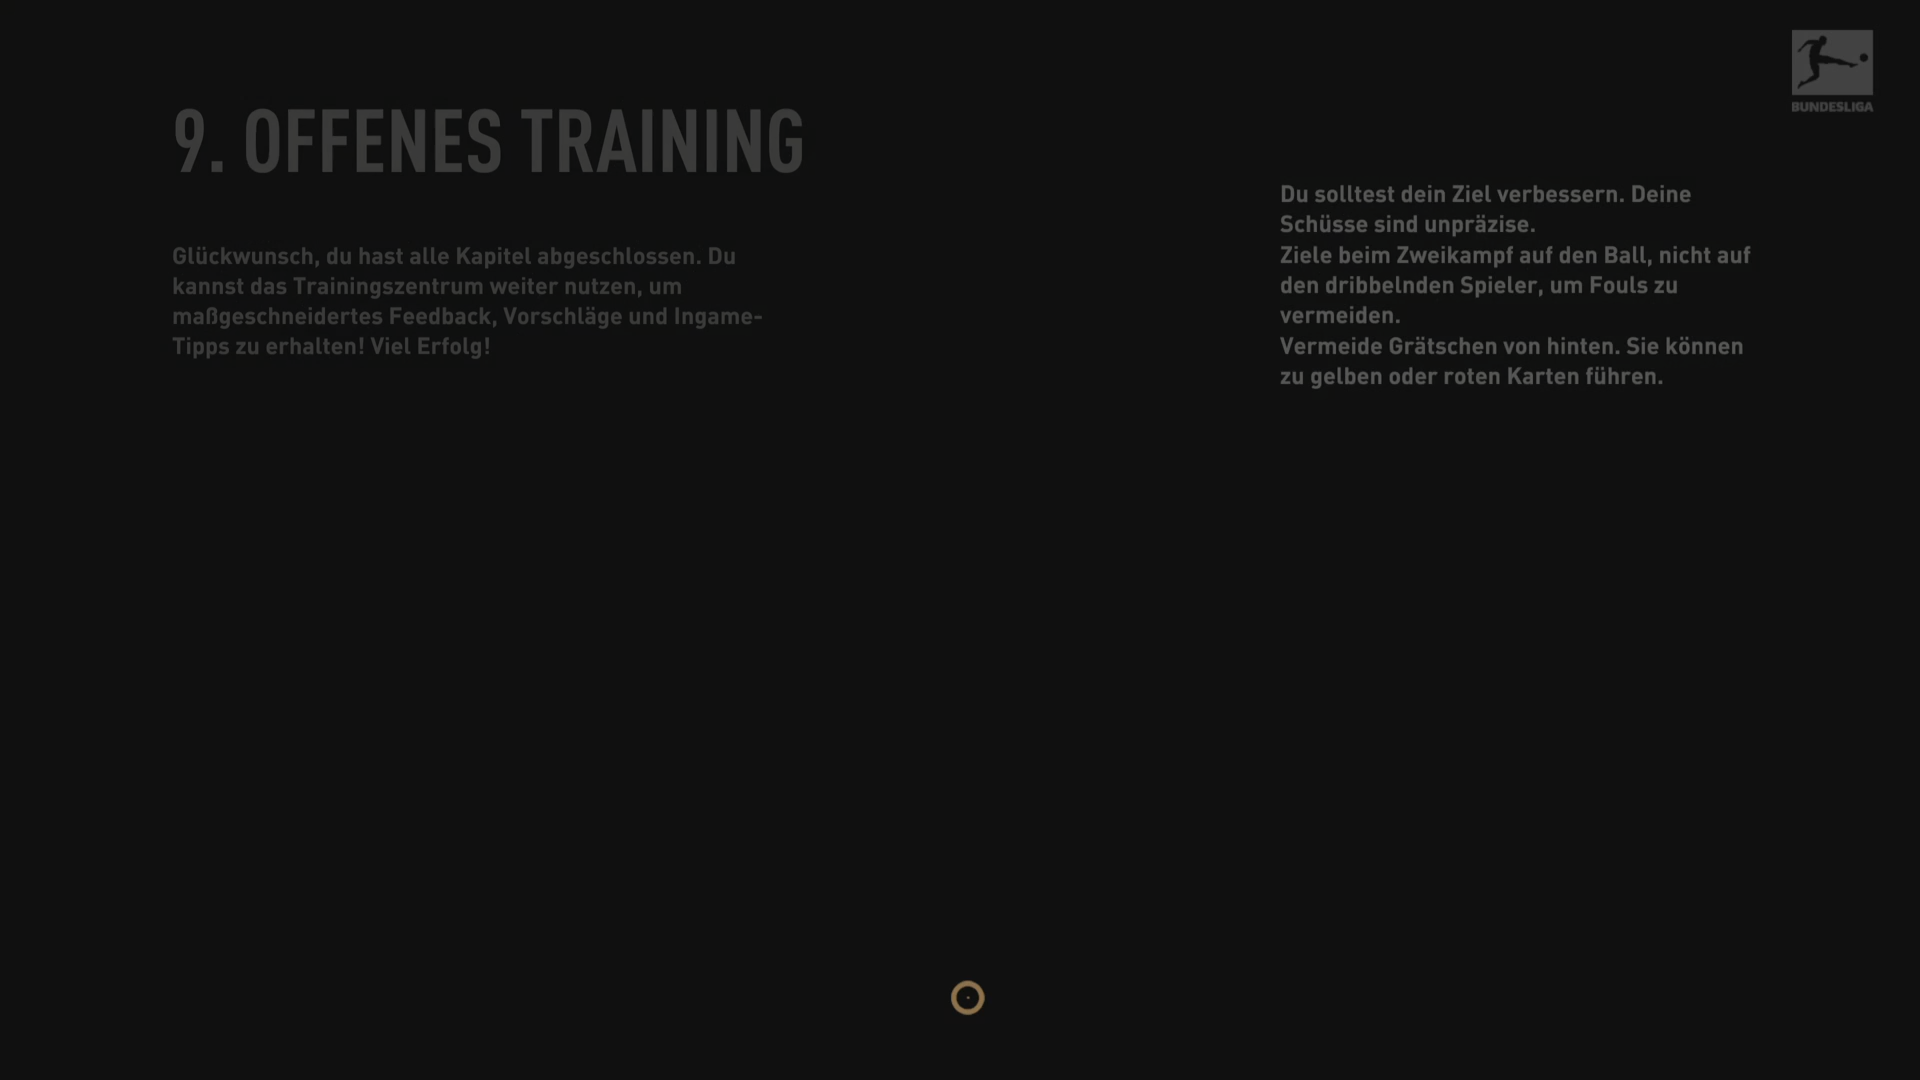 BUNDESLIGA
9. OFFENES TRAINING
Glückwunsch, du hast alle Kapitel abgeschlossen. Du
kannst das Trainingszentrum weiter nutzen, um
maßgeschneidertes Feedback, Vorschläge und Ingame-
Tipps zu erhalten! Viel Erfolg!
Du solltest dein Ziel verbessern. Deine
Schüsse sind unpräzise.
Ziele beim Zweikampf auf den Ball, nicht auf
den dribbelnden Spieler, um Fouls zu
vermeiden.
Vermeide Grätschen von hinten. Sie können
zu gelben oder roten Karten führen.